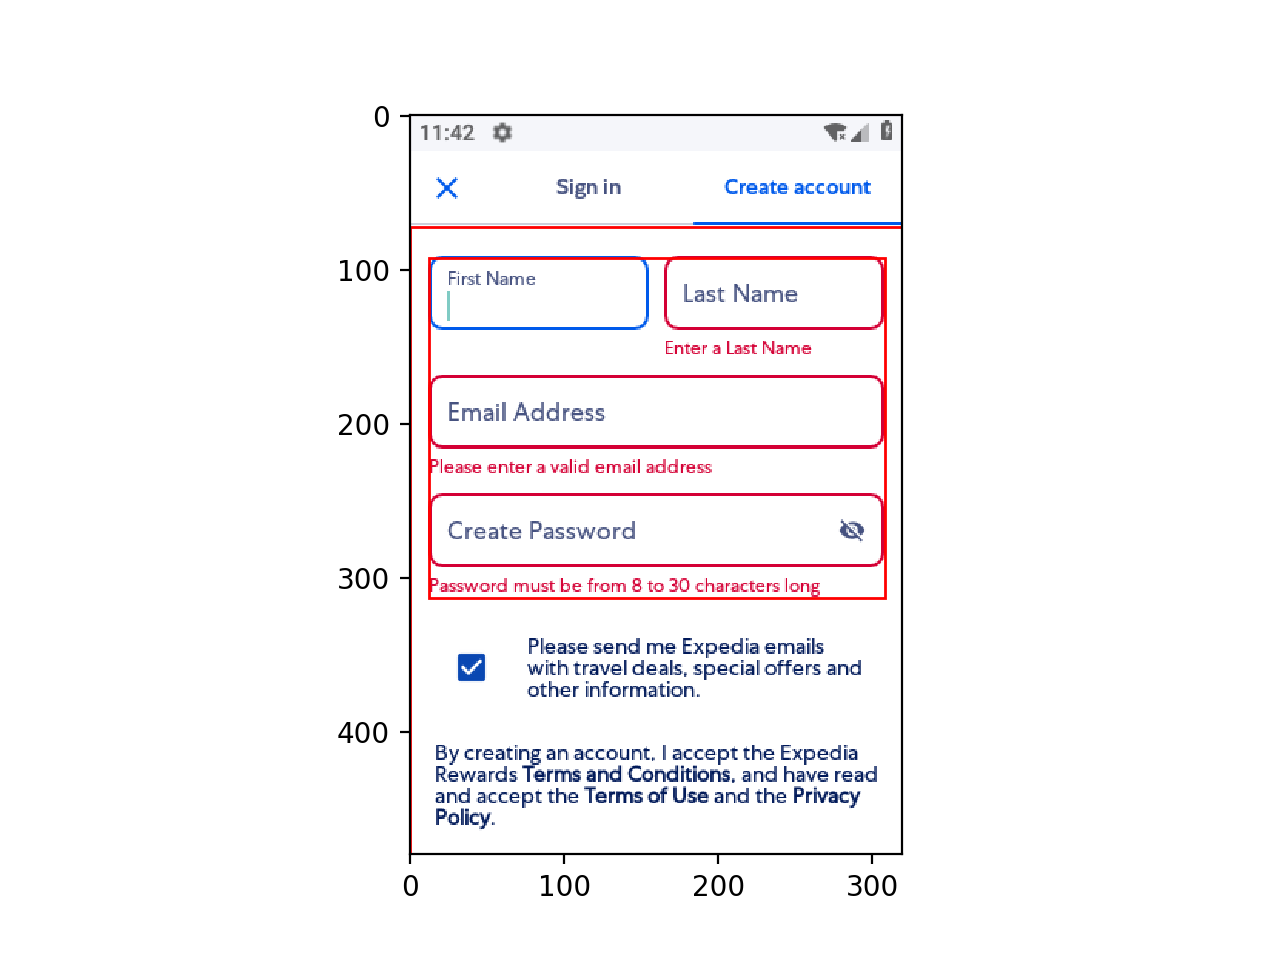 0
11:42
Sign in
Create account
100
First Name
Last Name
Enter a Last Name
200
Email Address
Please enter a valid email address
Create Password
300
Password must be from 8 to 30 characters long
Please send me Expedia emails
with travel deals, special offers and
other information.
400
By creating an account, I accept the Expedia
Rewards Terms and Conditions, and have read
and accept the Terms of Use and the Privacy
Policy.
0 100 200 300